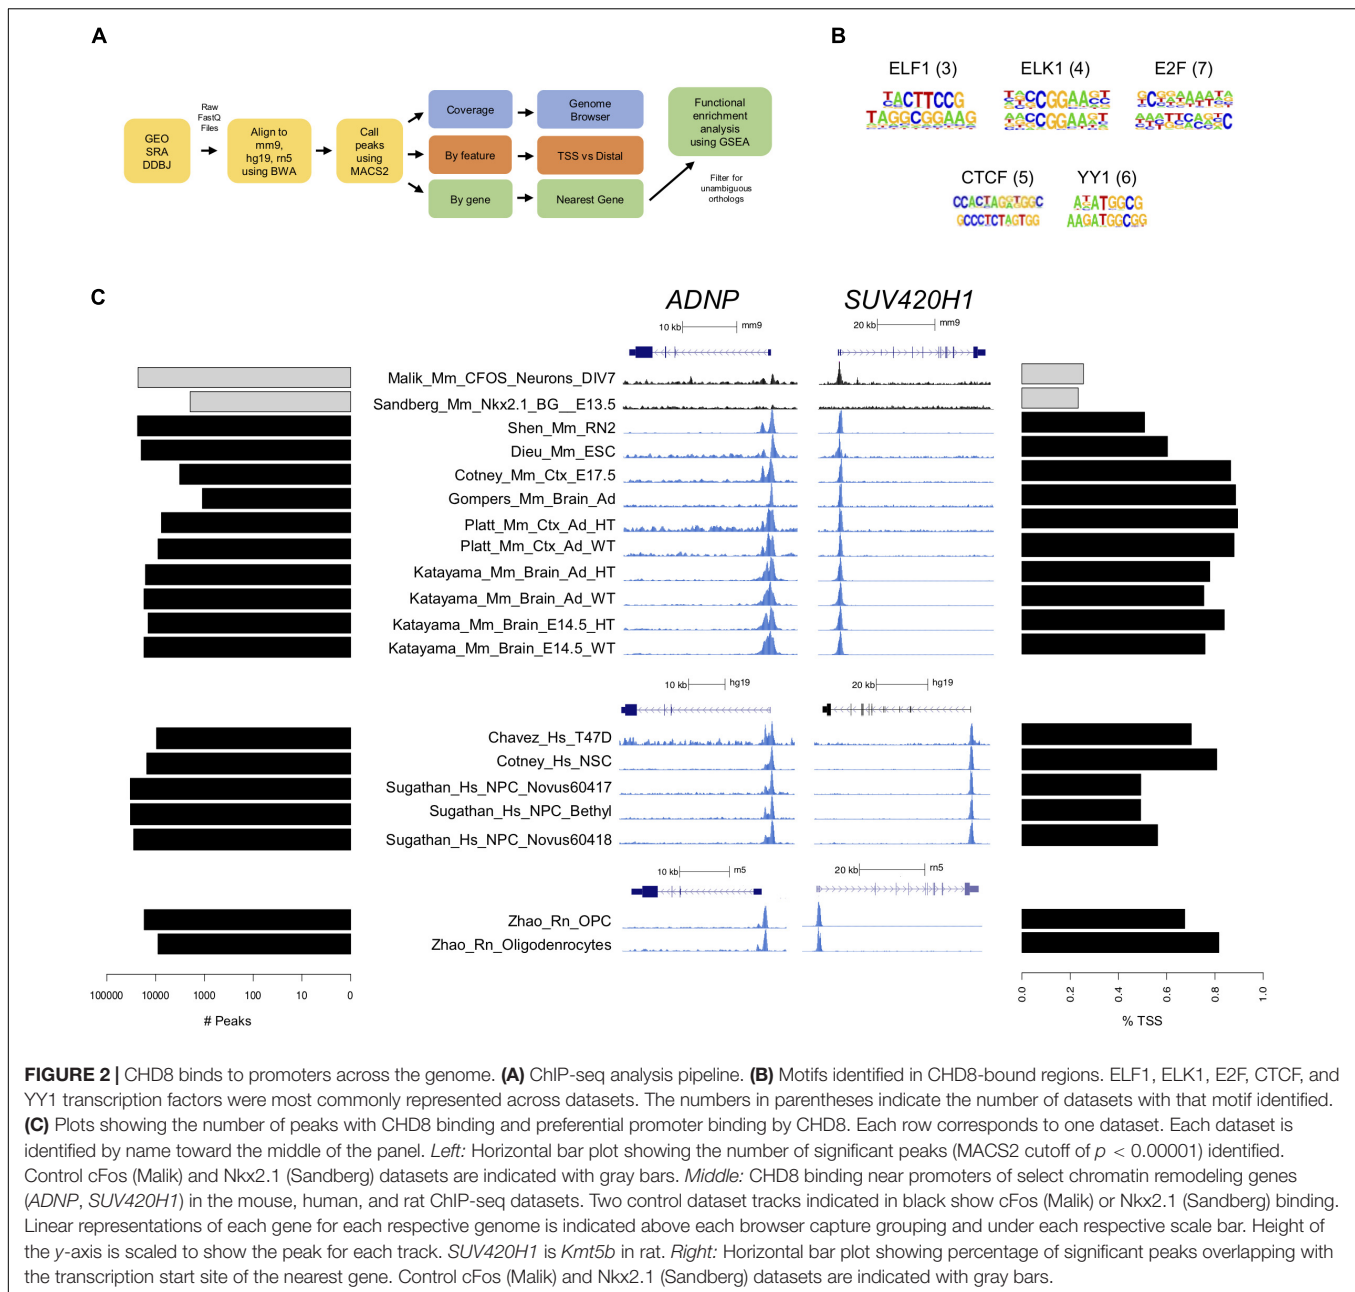 A
Raw
FastQ
Files
GEO
SRA
DDBJ
Align to
mm9,
hg19, rn5
using BWA
Call
peaks
using
MACS2
Coverage
Genome
Browser
By feature
TSS vs Distal
By gene
Nearest Gene
Functional
enrichment
analysis
using GSEA
Filter for
unambiguous
orthologs
B
ELF1 (3)
ELK1 (4)
E2F (7)
CTCF (5)
YY1 (6)
C
ADNP
SUV420H1
10 kb
mm9
20 kb
mm9
Malik_Mm_CFOS_Neurons_DIV7
Sandberg_Mm_Nkx2.1_BG__E13.5
Shen_Mm_RN2
Dieu_Mm_ESC
Cotney_Mm_Ctx_E17.5
Gompers_Mm_Brain_Ad
Platt_Mm_Ctx_Ad_HT
Platt_Mm_Ctx_Ad_WT
Katayama_Mm_Brain_Ad_HT
Katayama_Mm_Brain_Ad_WT
Katayama_Mm_Brain_E14.5_HT
Katayama_Mm_Brain_E14.5_WT
10 kb
hg19
20 kb
hg19
Chavez_Hs_T47D
Cotney_Hs_NSC
Sugathan_Hs_NPC_Novus60417
Sugathan_Hs_NPC_Bethyl
Sugathan_Hs_NPC_Novus60418
10 kb
rn5
20 kb
rn5
Zhao_Rn_OPC
Zhao_Rn_Oligodenrocytes
100000 10000 1000 100 10 0
# Peaks
0.0 0.2 0.4 0.6 0.8 1.0
% TSS
FIGURE 2 | CHD8 binds to promoters across the genome. (A) ChIP-seq analysis pipeline. (B) Motifs identified in CHD8-bound regions. ELF1, ELK1, E2F, CTCF, and
YY1 transcription factors were most commonly represented across datasets. The numbers in parentheses indicate the number of datasets with that motif identified.
(C) Plots showing the number of peaks with CHD8 binding and preferential promoter binding by CHD8. Each row corresponds to one dataset. Each dataset is
identified by name toward the middle of the panel. Left: Horizontal bar plot showing the number of significant peaks (MACS2 cutoff of p < 0.00001) identified.
Control cFos (Malik) and Nkx2.1 (Sandberg) datasets are indicated with gray bars. Middle: CHD8 binding near promoters of select chromatin remodeling genes
(ADNP, SUV420H1) in the mouse, human, and rat ChIP-seq datasets. Two control dataset tracks indicated in black show cFos (Malik) or Nkx2.1 (Sandberg) binding.
Linear representations of each gene for each respective genome is indicated above each browser capture grouping and under each respective scale bar. Height of
the y-axis is scaled to show the peak for each track. SUV420H1 is Kmt5b in rat. Right: Horizontal bar plot showing percentage of significant peaks overlapping with
the transcription start site of the nearest gene. Control cFos (Malik) and Nkx2.1 (Sandberg) datasets are indicated with gray bars.